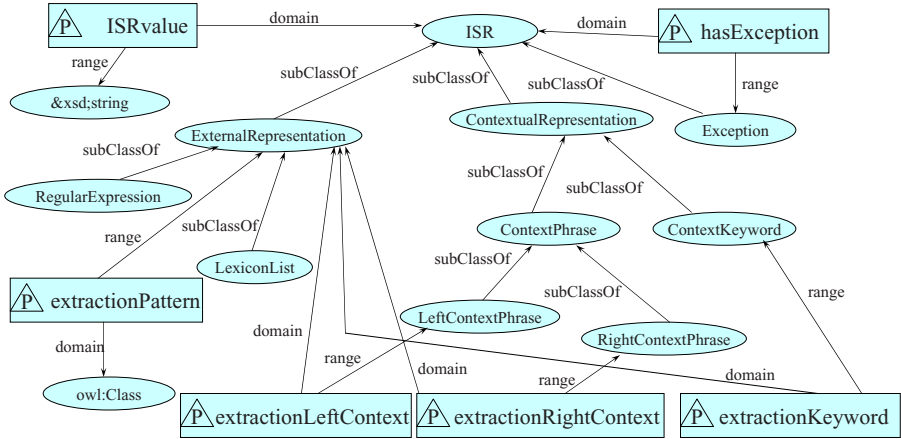 domain
domain
P ISRvalue
ISR
P hasException
range
subClassOf
subClassOf
subClassOf
range
&xsd;string
ExternalRepresentation
ContextualRepresentation
Exception
subClassOf
subClassOf
subClassOf
RegularExpression
subClassOf
range
ContextPhrase
ContextKeyword
LexiconList
subClassOf
P extractionPattern
subClassOf
range
LeftContextPhrase
domain
domain
range
RightContextPhrase
domain
range
domain
owl:Class
P extractionLeftContext
P extractionRightContext
P extractionKeyword